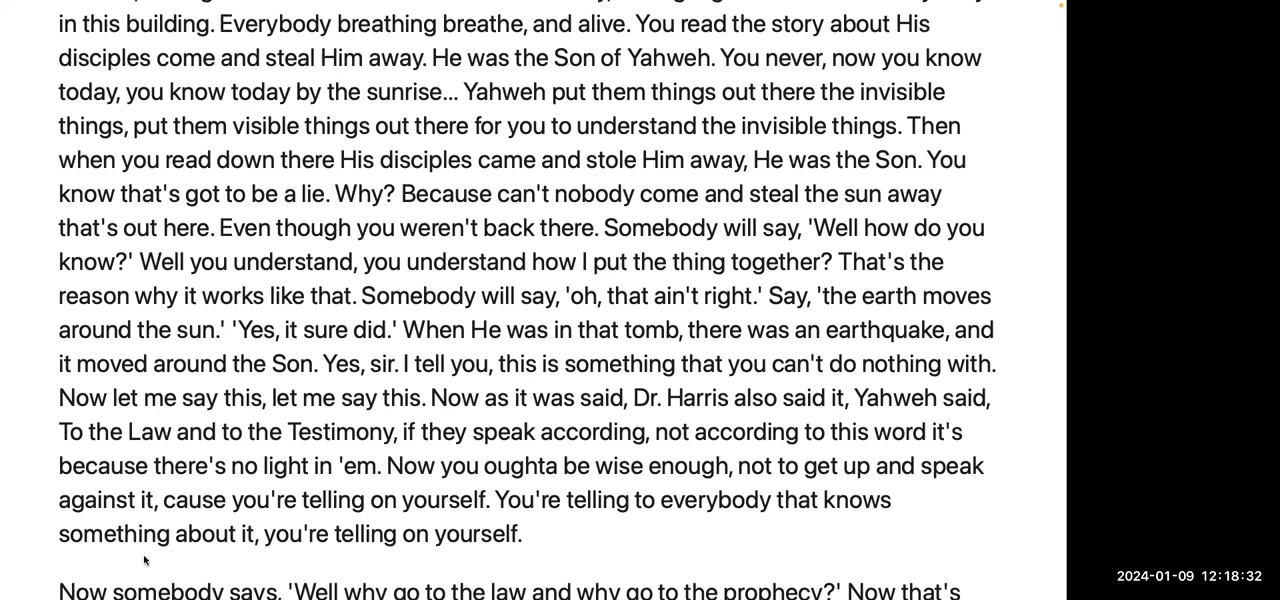 in this building. Everybody breathing breathe, and alive. You read the story about His
disciples come and steal Him away. He was the Son of Yahweh. You never, now you know
today, you know today by the sunrise... Yahweh put them things out there the invisible
things, put them visible things out there for you to understand the invisible things. Then
when you read down there His disciples came and stole Him away, He was the Son. You
know that's got to be a lie. Why? Because can't nobody come and steal the sun away
that's out here. Even though you weren't back there. Somebody will say, 'Well how do you
know?' Well you understand, you understand how I put the thing together? That's the
reason why it works like that. Somebody will say, 'oh, that ain't right.' Say, 'the earth moves
around the sun.' 'Yes, it sure did.' When He was in that tomb, there was an earthquake, and
it moved around the Son. Yes, sir. I tell you, this is something that you can't do nothing with.
Now let me say this, let me say this. Now as it was said, Dr. Harris also said it, Yahweh said,
To the Law and to the Testimony, if they speak according, not according to this word it's
because there's no light in 'em. Now you oughta be wise enough, not to get up and speak
against it, cause you're telling on yourself. You're telling to everybody that knows
something about it, you're telling on yourself.
Now somebody says, 'Well why go to the law and why go to the prophecy?' Now that's
2024-01-09 12:18:32